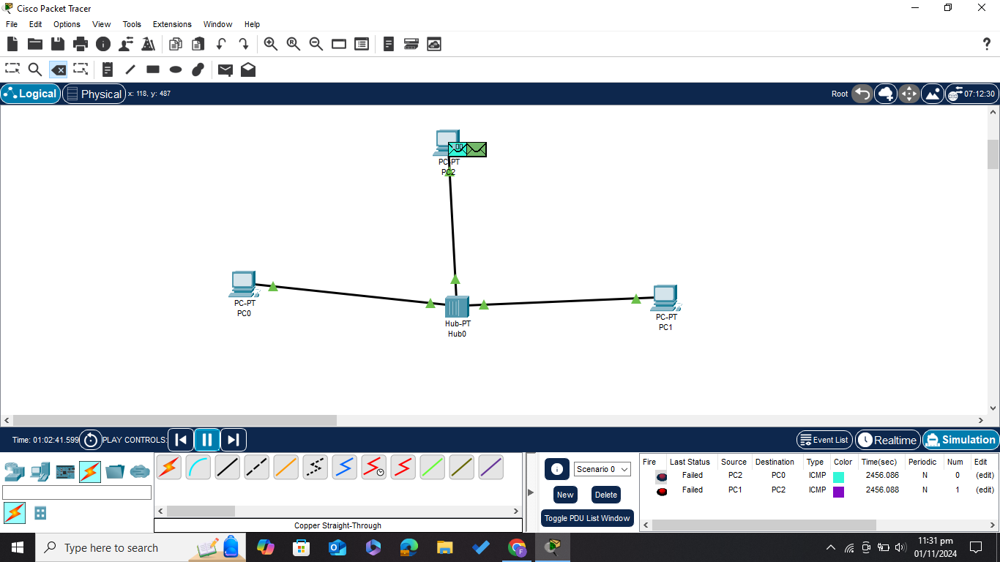 Cisco Packet Tracer
File Edit Options View Tools Extensions Window Help
Logical Physical x: 118, y: 487 Root 07:12:30
PC-PT
PC2
PC-PT
PC0
Hub-PT
Hub0
PC-PT
PC1
Time: 01:02:41.599 PLAY CONTROLS: Event List Realtime Simulation
Scenario 0
New Delete
Toggle PDU List Window
Fire Last Status Source Destination Type Color Time(sec) Periodic Num Edit
Failed PC2 PC0 ICMP 2456.086 N 0 (edit)
Failed PC1 PC2 ICMP 2456.088 N 1 (edit)
Copper Straight-Through
Type here to search
11:31 pm
01/11/2024